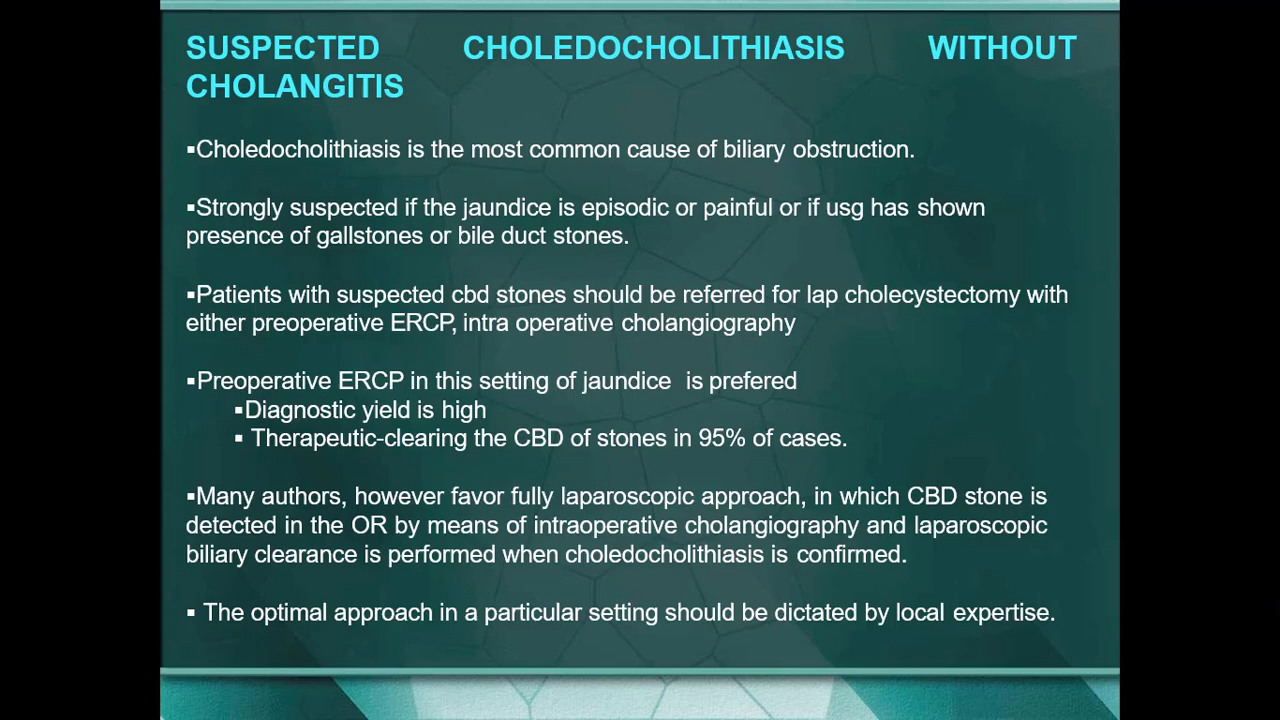 SUSPECTED CHOLEDOCHOLITHIASIS WITHOUT
CHOLANGITIS
▪Choledocholithiasis is the most common cause of biliary obstruction.
▪Strongly suspected if the jaundice is episodic or painful or if usg has shown
presence of gallstones or bile duct stones.
▪Patients with suspected cbd stones should be referred for lap cholecystectomy with
either preoperative ERCP, intra operative cholangiography
▪Preoperative ERCP in this setting of jaundice is prefered
▪Diagnostic yield is high
▪ Therapeutic-clearing the CBD of stones in 95% of cases.
▪Many authors, however favor fully laparoscopic approach, in which CBD stone is
detected in the OR by means of intraoperative cholangiography and laparoscopic
biliary clearance is performed when choledocholithiasis is confirmed.
▪ The optimal approach in a particular setting should be dictated by local expertise.